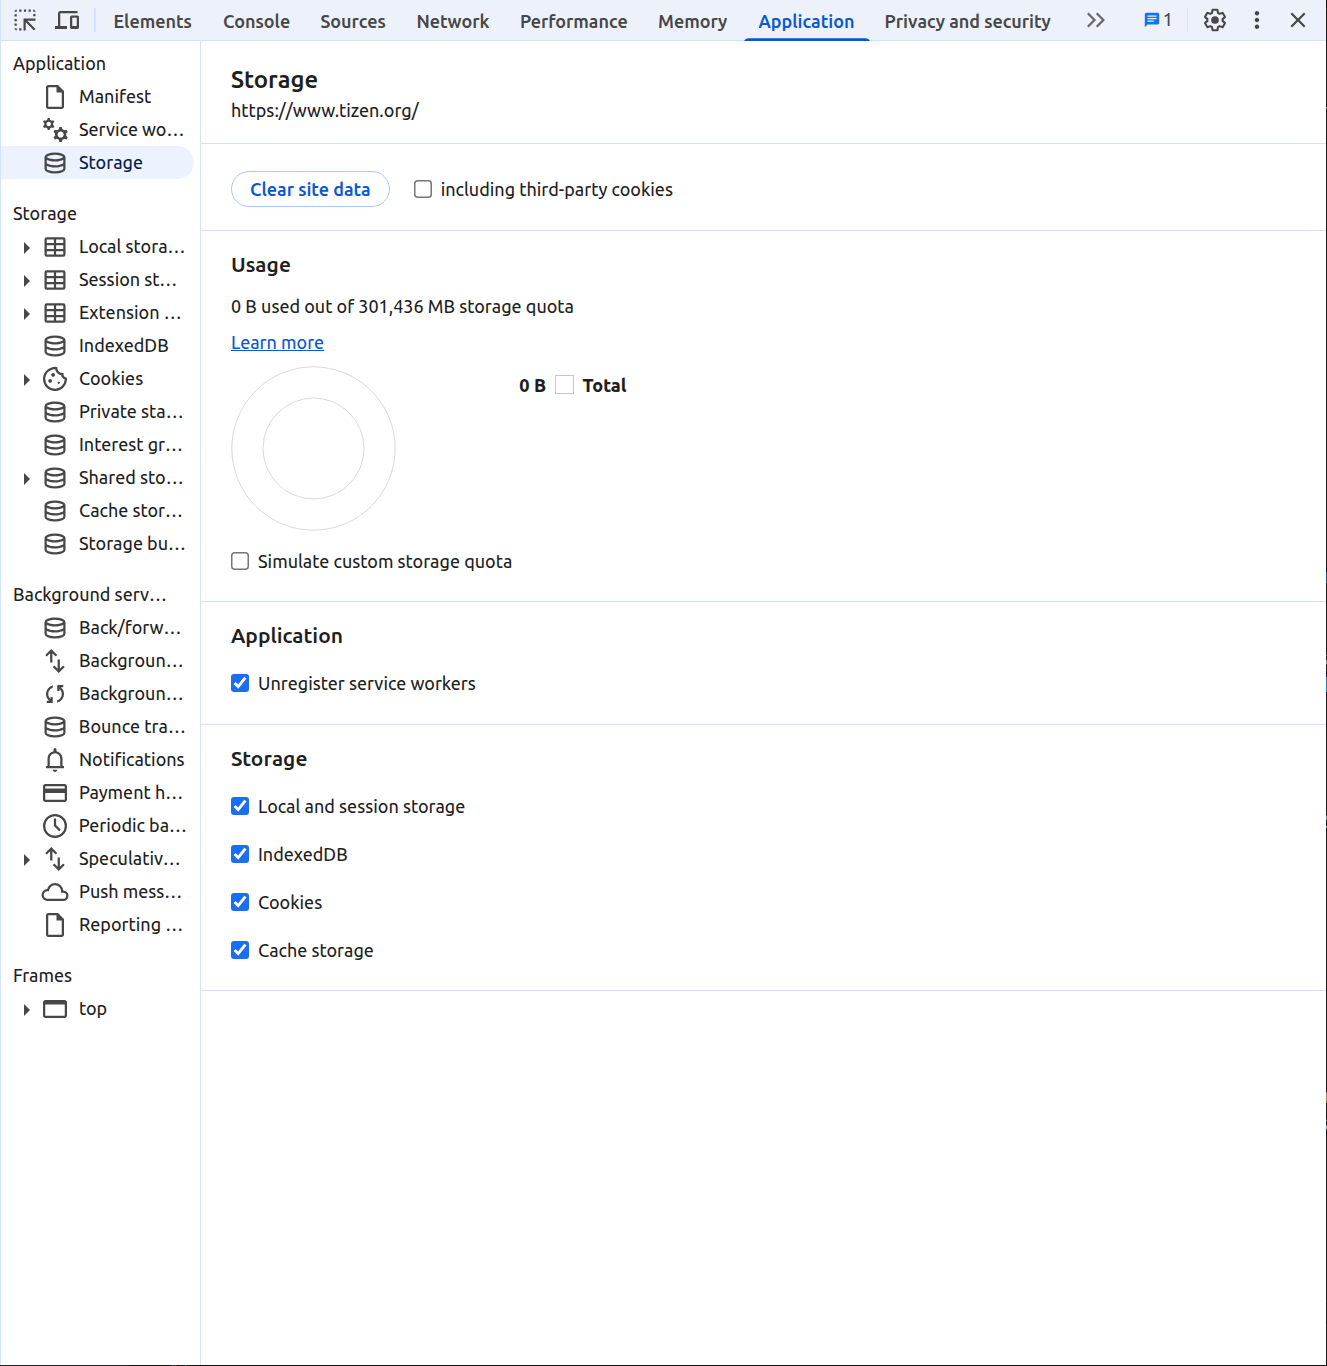 Elements Console Sources Network Performance Memory Application Privacy and security 1
Application
Manifest
Service wo...
Storage
Storage
Local stora...
Session st...
Extension ...
IndexedDB
Cookies
Private sta...
Interest gr...
Shared sto...
Cache stor...
Storage bu...
Background serv...
Back/forw...
Backgroun...
Backgroun...
Bounce tra...
Notifications
Payment h...
Periodic ba...
Speculativ...
Push mess...
Reporting ...
Frames
top
Storage
https://www.tizen.org/
Clear site data including third-party cookies
Usage
0 B used out of 301,436 MB storage quota
Learn more
0 B Total
Simulate custom storage quota
Application
Unregister service workers
Storage
Local and session storage
IndexedDB
Cookies
Cache storage